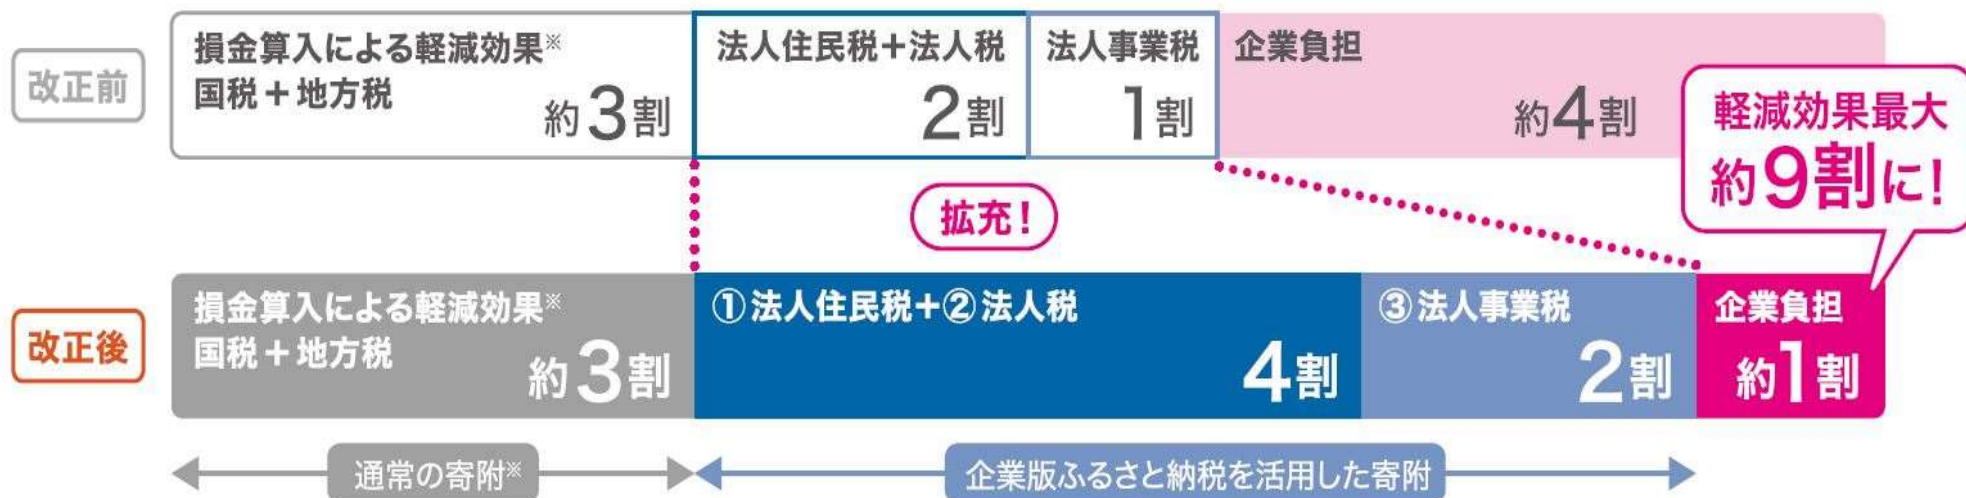 改正前
損金算入による軽減効果※
国税+地方税
約3割
法人住民税+法人税
2割
法人事業税
1割
企業負担
約4割
軽減効果最大
約9割に!
拡充!
改正後
損金算入による軽減効果※
国税+地方税
約3割
①法人住民税+②法人税
4割
③法人事業税
2割
企業負担
約1割
通常の寄附※
企業版ふるさと納税を活用した寄附